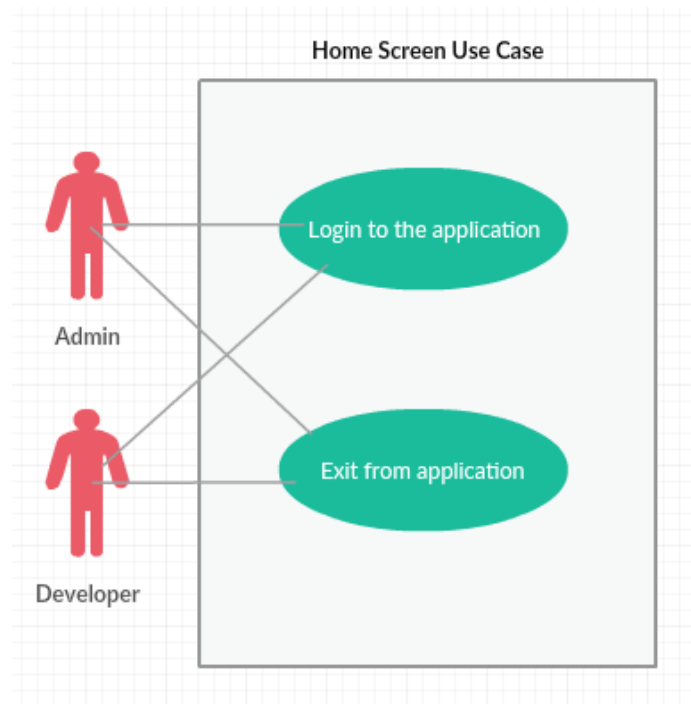 Home Screen Use Case
Login to the application
Admin
Exit from application
Developer